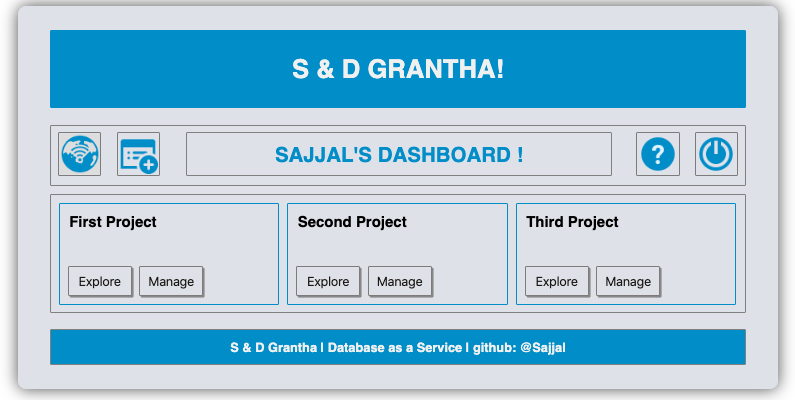 S & D GRANTHA!
SAJJAL'S DASHBOARD !
?
First Project
Second Project
Third Project
Explore
Manage
Explore
Manage
Explore
Manage
S & D Grantha | Database as a Service | github: @Sajjal